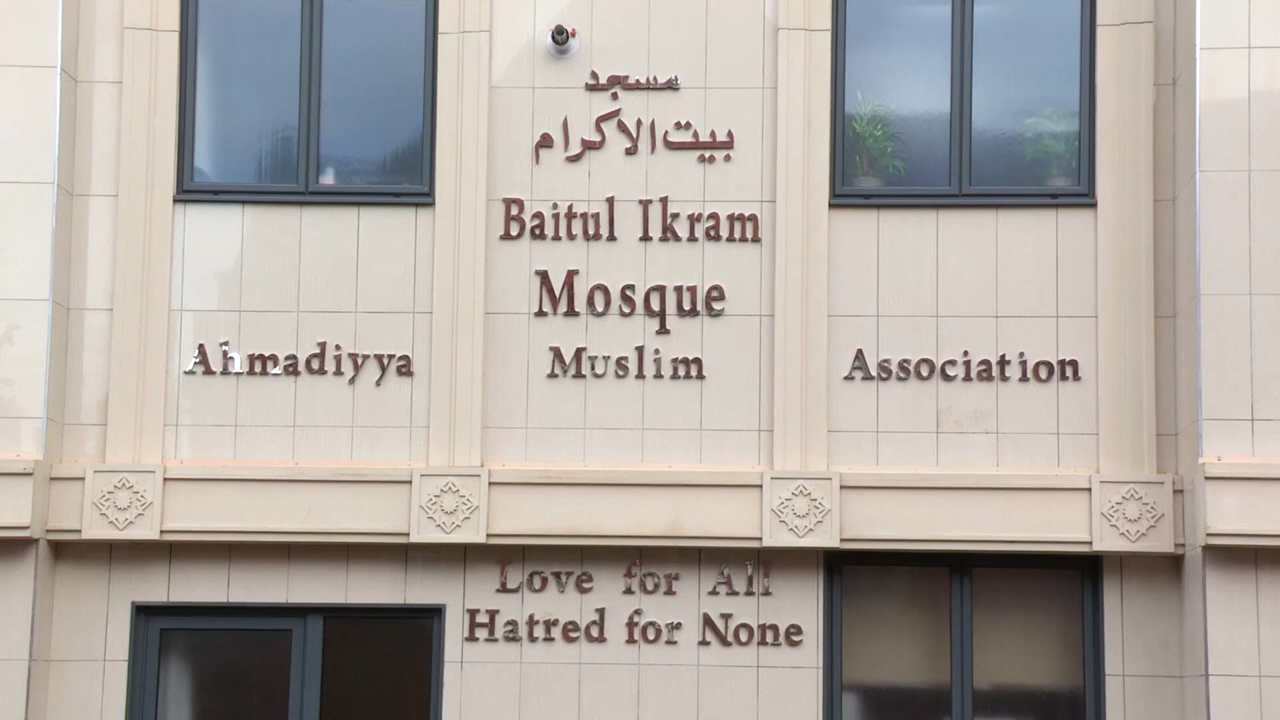 مسجد
بيت الاكرام
Baitul Ikram
Mosque
Ahmadiyya Muslim Association
Love for All
Hatred for None